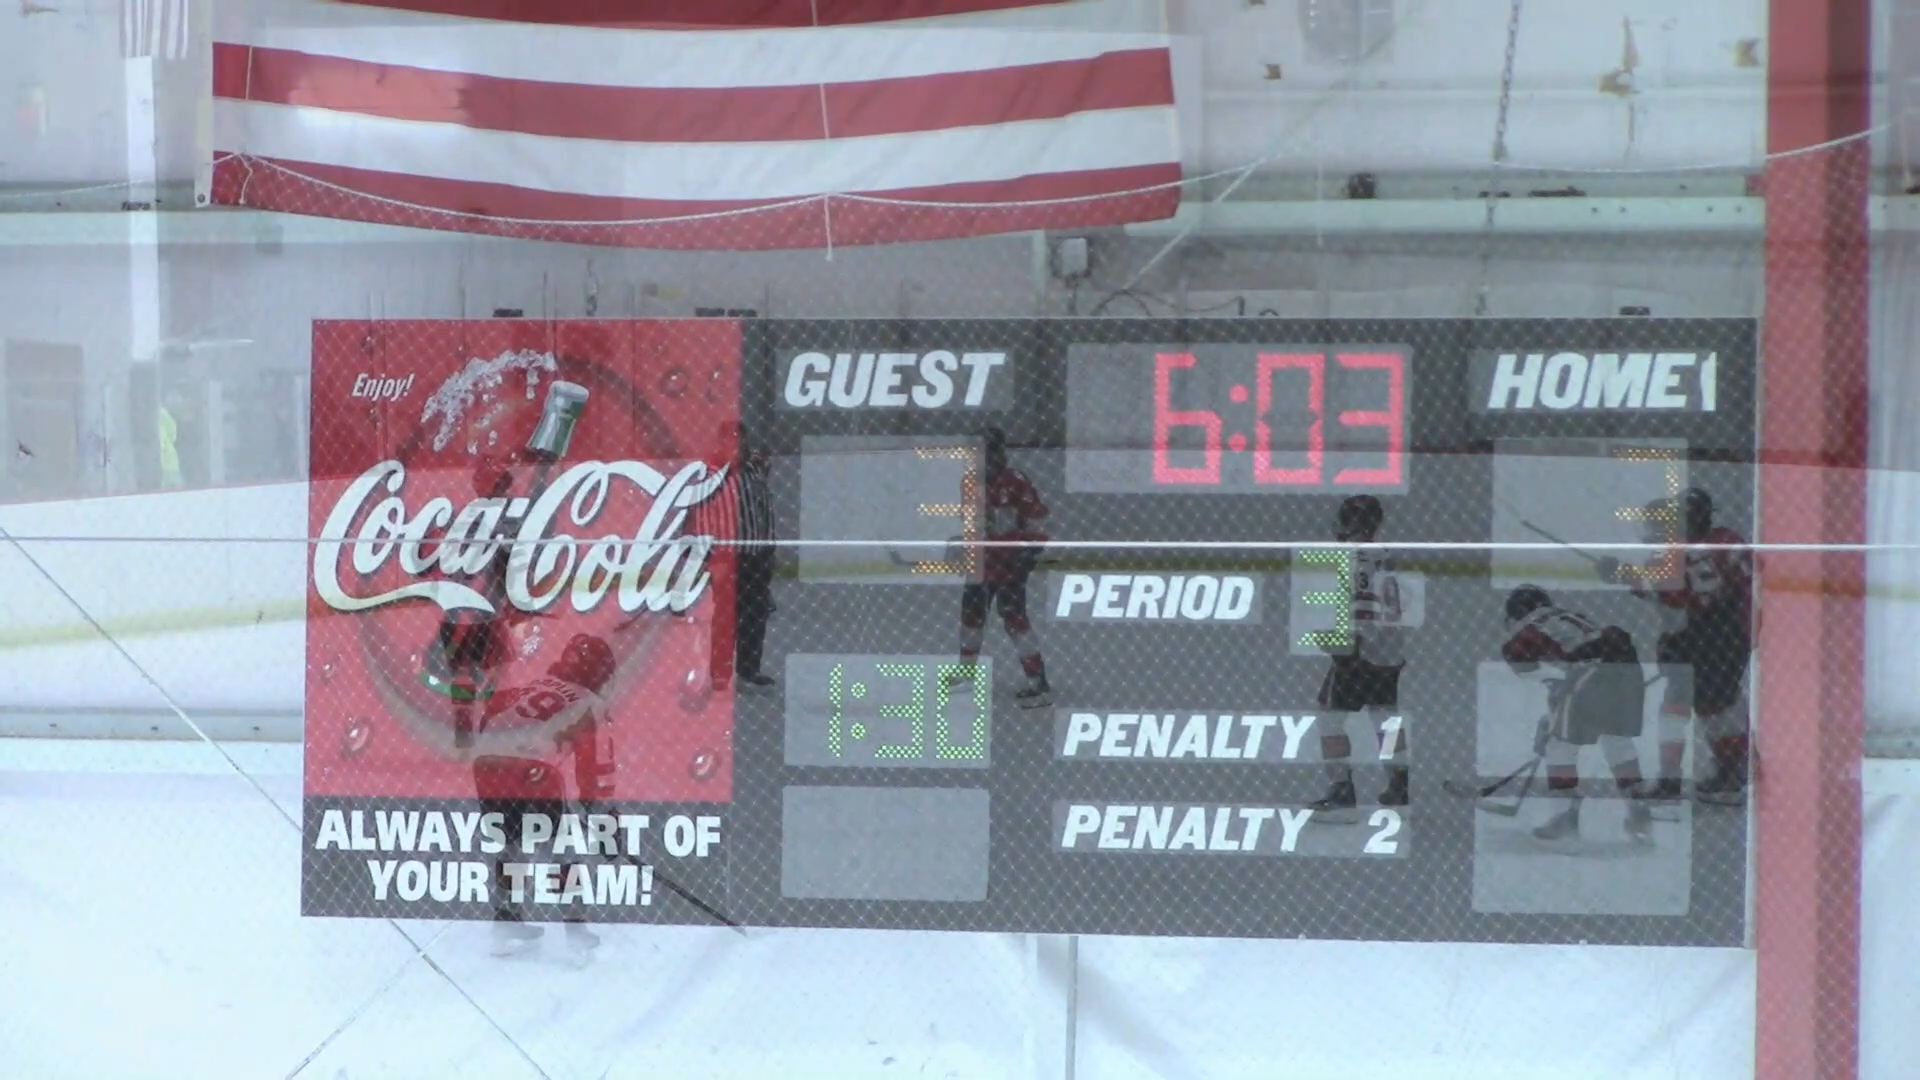 Enjoy!
Coca-Cola
ALWAYS PART OF
YOUR TEAM!
GUEST
6:03
HOME
3
3
PERIOD 3
1:30
PENALTY 1
PENALTY 2
19